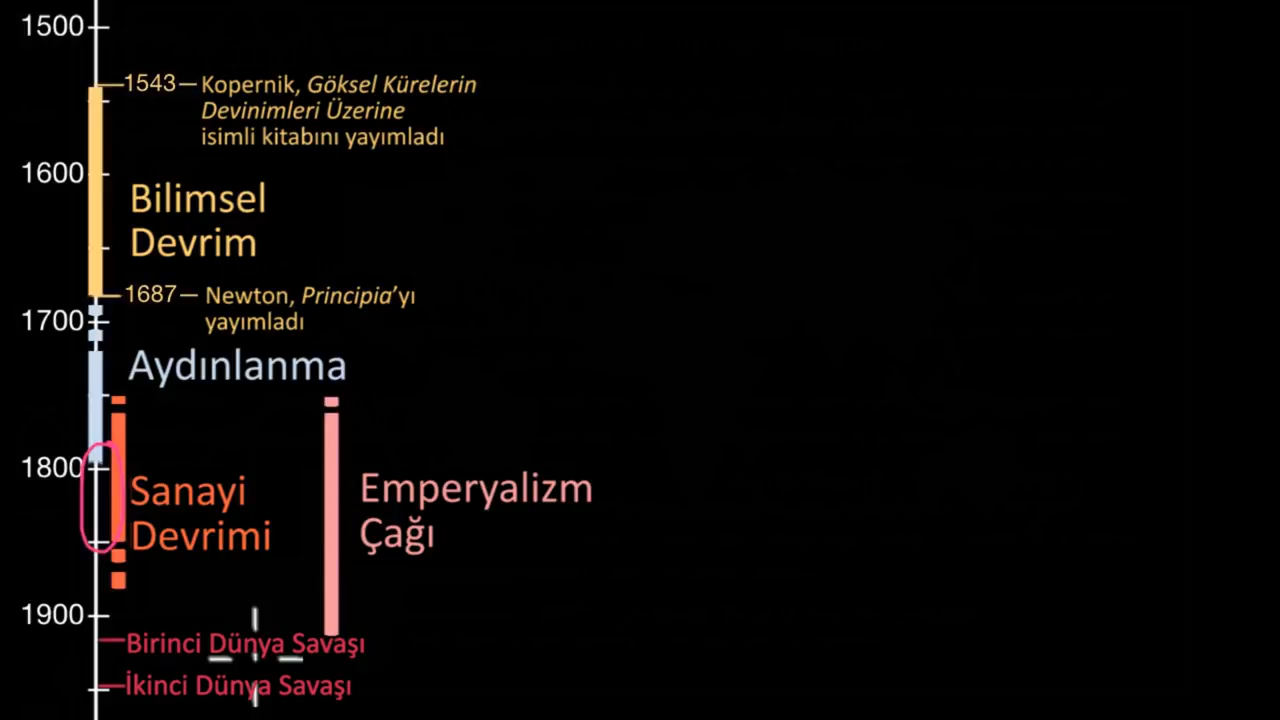 1500
1543 Kopernik, Göksel Kürelerin
Devinimleri Üzerine
isimli kitabını yayımladı
1600
Bilimsel
Devrim
1687 Newton, Principia'yı
yayımladı
1700
Aydınlanma
1800
Sanayi
Devrimi
Emperyalizm
Çağı
1900
Birinci Dünya Savaşı
İkinci Dünya Savaşı